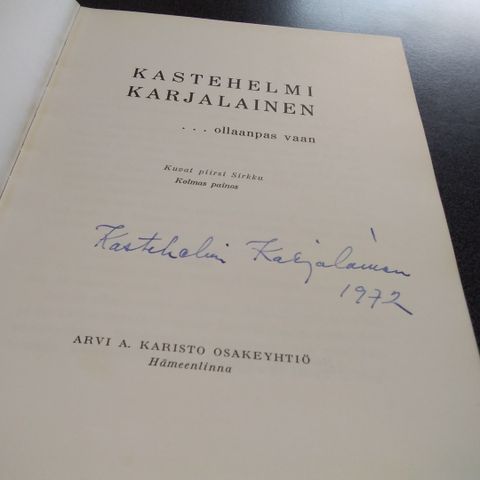 KASTEHELMI
KARJALAINEN
. . . ollaanpas vaan
Kuvat piirsi Sirkku
Kolmas painos
Kastehelmi Karjalainen
1972
ARVI A. KARISTO OSAKEYHTIÖ
Hämeenlinna